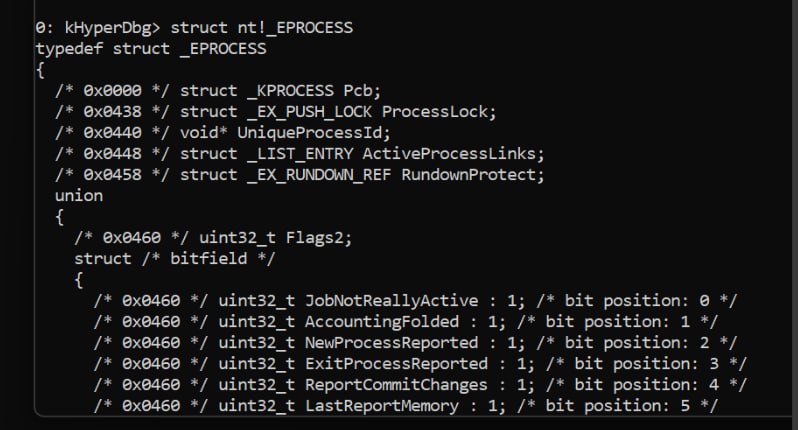 0: kHyperDbg> struct nt!_EPROCESS
typedef struct _EPROCESS
{
  /* 0x0000 */ struct _KPROCESS Pcb;
  /* 0x0438 */ struct _EX_PUSH_LOCK ProcessLock;
  /* 0x0440 */ void* UniqueProcessId;
  /* 0x0448 */ struct _LIST_ENTRY ActiveProcessLinks;
  /* 0x0458 */ struct _EX_RUNDOWN_REF RundownProtect;
  union
  {
    /* 0x0460 */ uint32_t Flags2;
    struct /* bitfield */
    {
      /* 0x0460 */ uint32_t JobNotReallyActive : 1; /* bit position: 0 */
      /* 0x0460 */ uint32_t AccountingFolded : 1; /* bit position: 1 */
      /* 0x0460 */ uint32_t NewProcessReported : 1; /* bit position: 2 */
      /* 0x0460 */ uint32_t ExitProcessReported : 1; /* bit position: 3 */
      /* 0x0460 */ uint32_t ReportCommitChanges : 1; /* bit position: 4 */
      /* 0x0460 */ uint32_t LastReportMemory : 1; /* bit position: 5 */